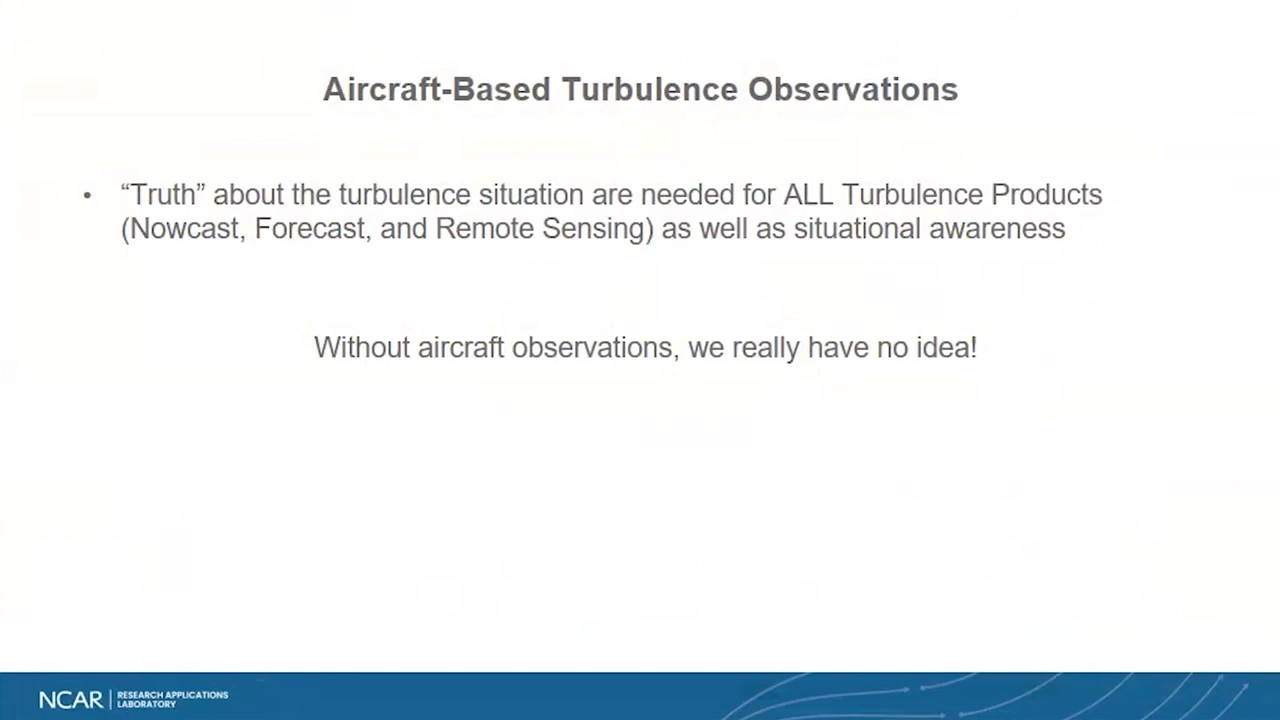 Aircraft-Based Turbulence Observations
• “Truth” about the turbulence situation are needed for ALL Turbulence Products
(Nowcast, Forecast, and Remote Sensing) as well as situational awareness
Without aircraft observations, we really have no idea!
NCAR
RESEARCH APPLICATIONS
LABORATORY